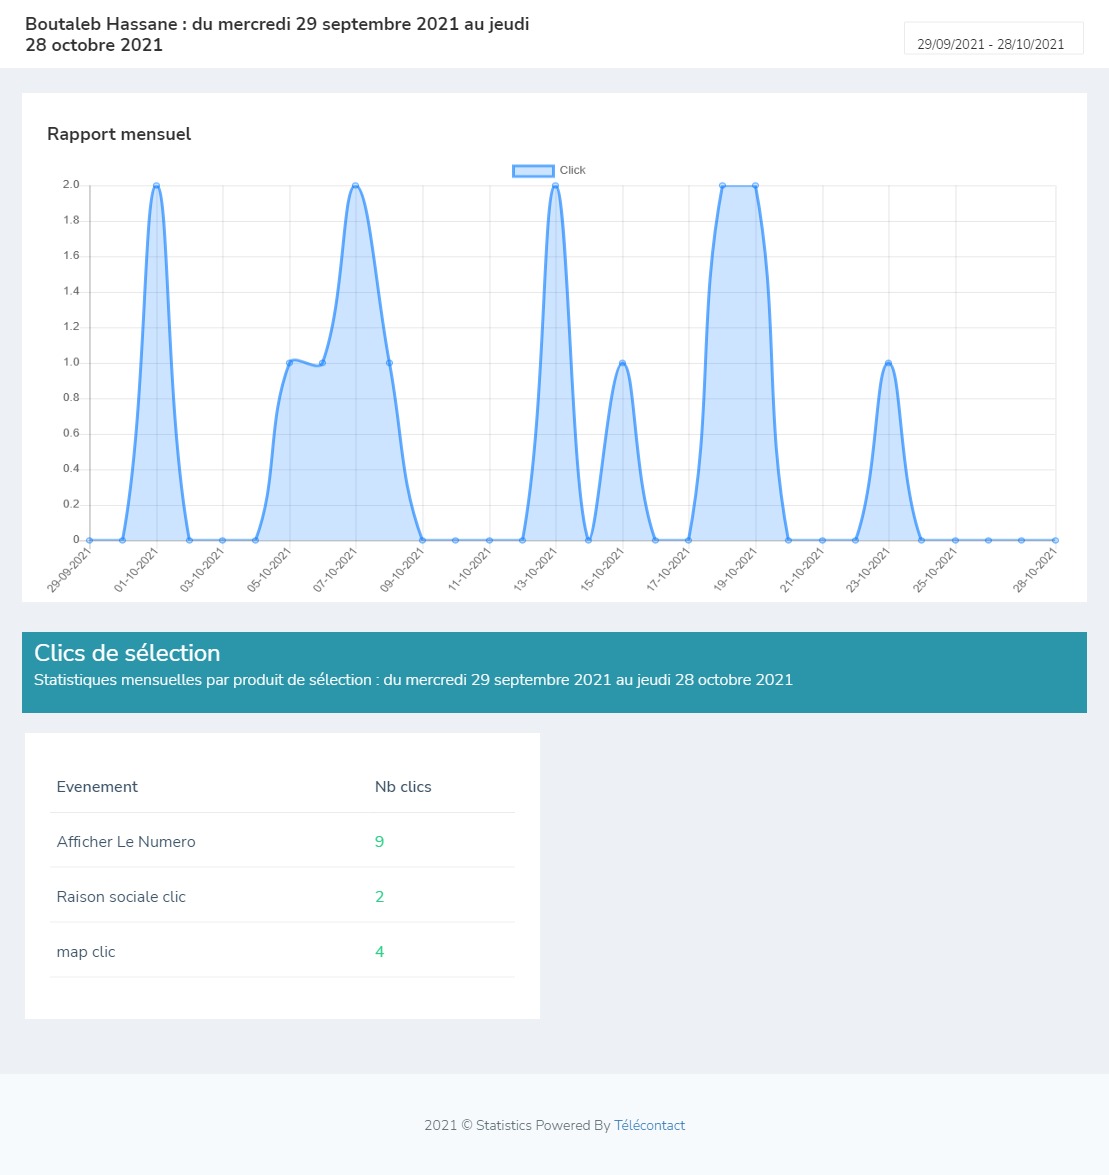 Boutaleb Hassane : du mercredi 29 septembre 2021 au jeudi
28 octobre 2021
29/09/2021 - 28/10/2021
Rapport mensuel
Click
2.0
1.8
1.6
1.4
1.2
1.0
0.8
0.6
0.4
0.2
0
29-09-2021
01-10-2021
03-10-2021
05-10-2021
07-10-2021
09-10-2021
11-10-2021
13-10-2021
15-10-2021
17-10-2021
19-10-2021
21-10-2021
23-10-2021
25-10-2021
28-10-2021
Clics de sélection
Statistiques mensuelles par produit de sélection : du mercredi 29 septembre 2021 au jeudi 28 octobre 2021
Evenement Nb clics
Afficher Le Numero 9
Raison sociale clic 2
map clic 4
2021 © Statistics Powered By Télécontact